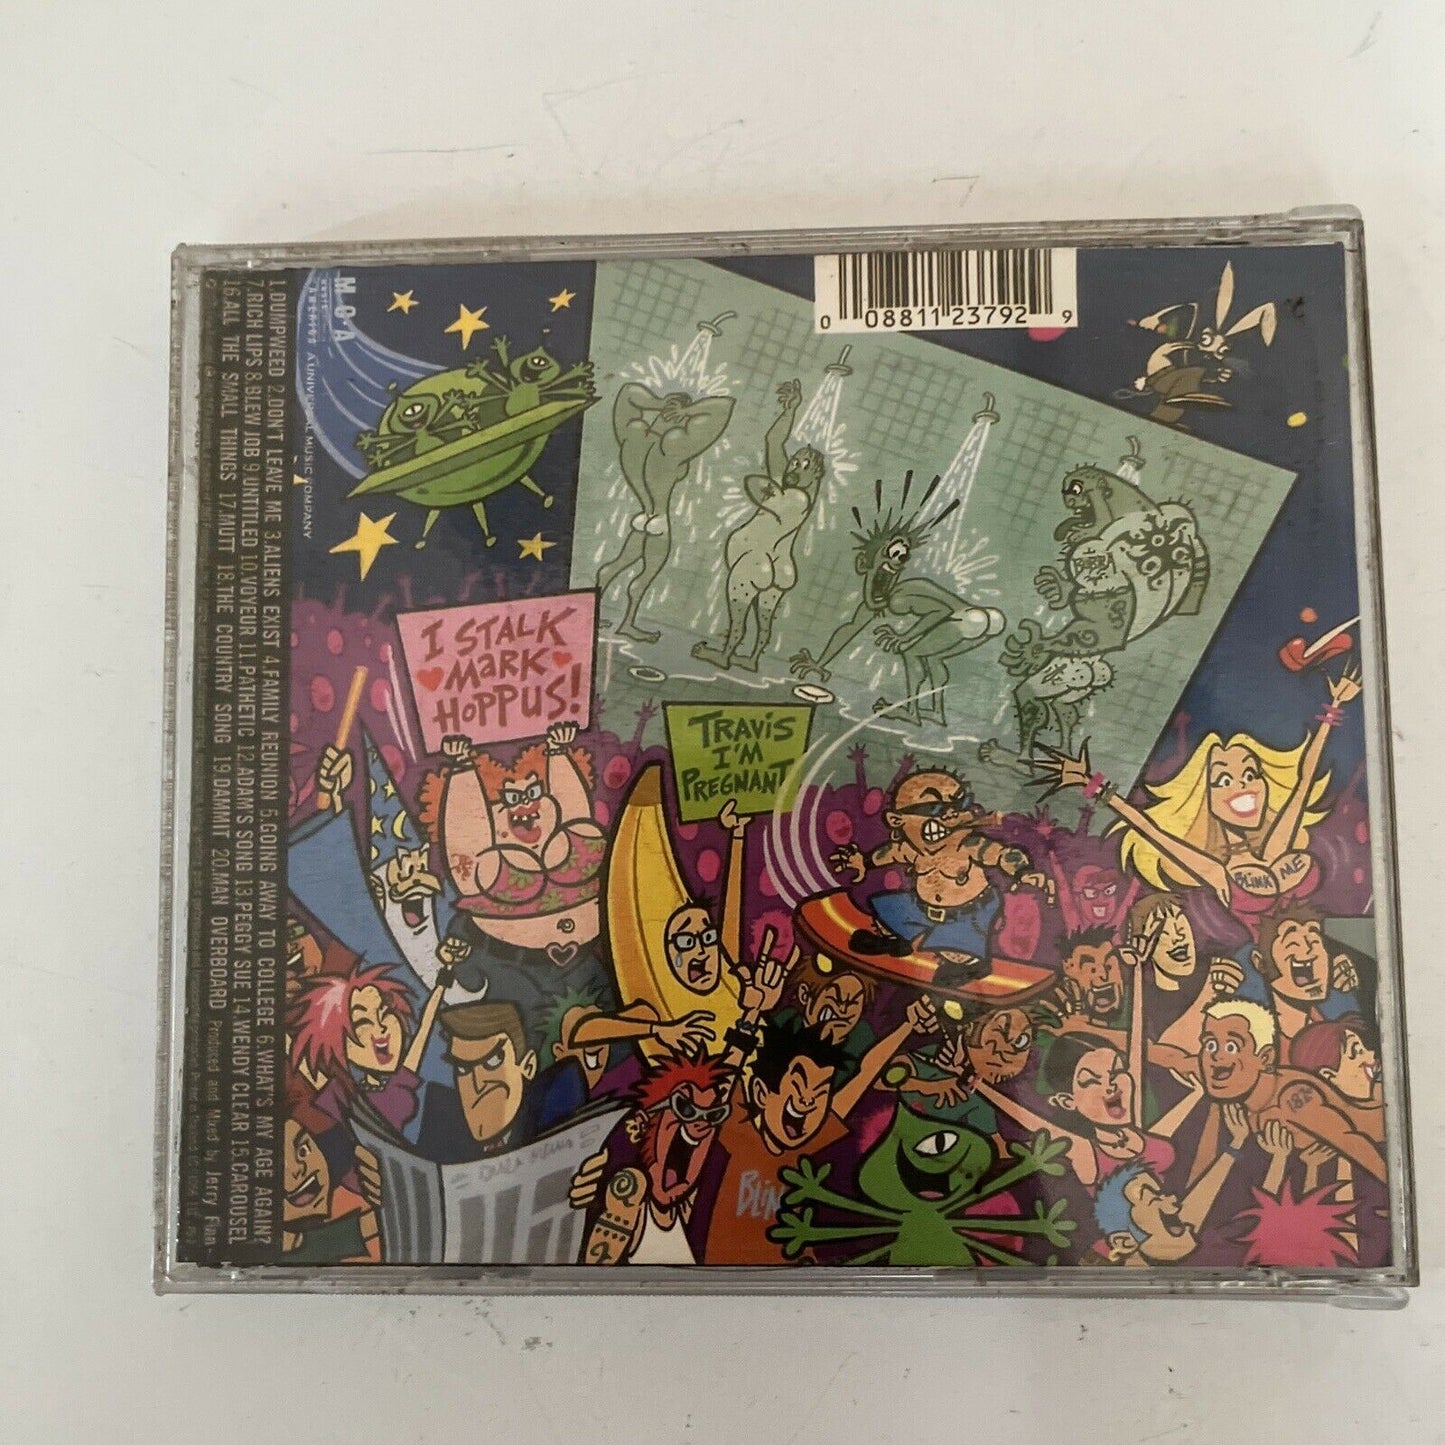 M C A
MUSIC
AMERICA A UNIVERSAL MUSIC COMPANY
1.DUMPWEED 2.DON'T LEAVE ME 3.ALIENS EXIST 4.FAMILY REUNION 5.GOING AWAY TO COLLEGE 6.WHAT'S MY AGE AGAIN?
7.RICH LIPS 8.BLEW JOB 9.UNTITLED 10.VOYEUR 11.PATHETIC 12.ADAM'S SONG 13.PEGGY SUE 14.WENDY CLEAR 15.CAROUSEL
16.ALL THE SMALL THINGS 17.MUTT 18.THE COUNTRY SONG 19.DAMMIT 20.MAN OVERBOARD Produced and Mixed by Jerry Finn
0 08811 23792 9
I STALK
MARK
HOPPUS!
TRAVIS
I'M
PREGNANT
BLINK ME
182
BLINK